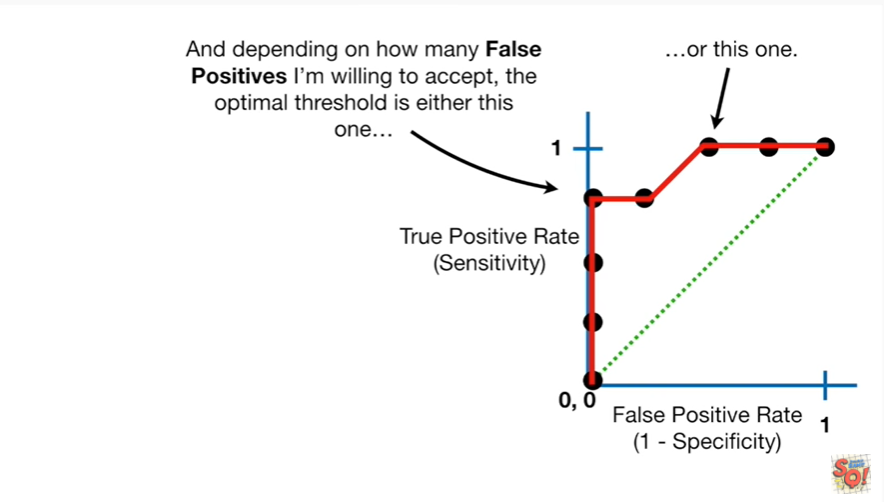 And depending on how many False
Positives I'm willing to accept, the
optimal threshold is either this
one…
…or this one.
1
True Positive Rate
(Sensitivity)
0, 0
False Positive Rate
(1 - Specificity)
1
SQ!